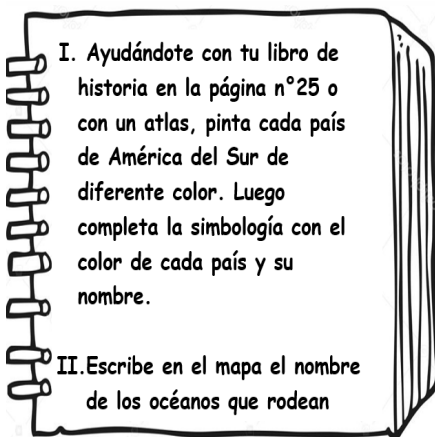 I. Ayudándote con tu libro de
historia en la página n°25 o
con un atlas, pinta cada país
de América del Sur de
diferente color. Luego
completa la simbología con el
color de cada país y su
nombre.
II.Escribe en el mapa el nombre
de los océanos que rodean